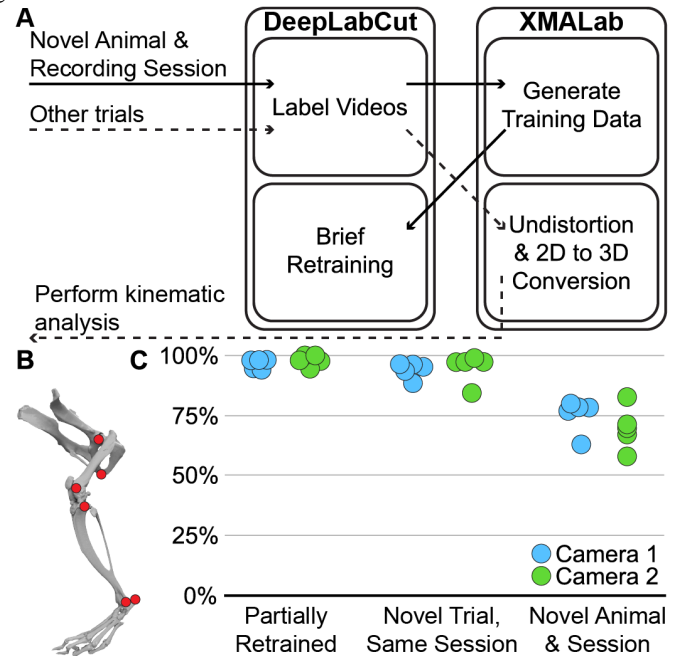 A
DeepLabCut
XMALab
Novel Animal &
Recording Session
Other trials
Label Videos
Generate
Training Data
Brief
Retraining
Undistortion
& 2D to 3D
Conversion
Perform kinematic
analysis
B
C
100%
75%
50%
25%
0%
Camera 1
Camera 2
Partially
Retrained
Novel Trial,
Same Session
Novel Animal
& Session